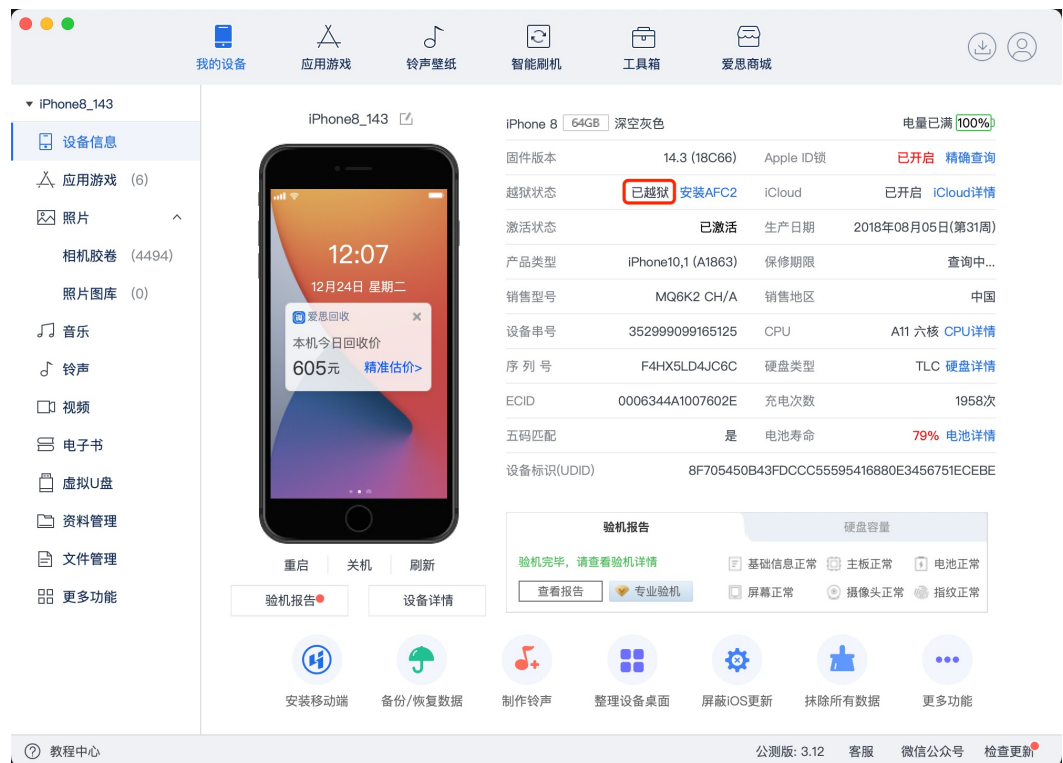 我的设备
应用游戏
铃声壁纸
智能刷机
工具箱
爱思商城
iPhone8_143
设备信息
应用游戏 (6)
照片
相机胶卷 (4494)
照片图库 (0)
音乐
铃声
视频
电子书
虚拟U盘
资料管理
文件管理
更多功能
iPhone8_143
12:07
12月24日 星期二
爱思回收
本机今日回收价
605元 精准估价>
重启 关机 刷新
验机报告 设备详情
iPhone 8 64GB 深空灰色 电量已满 100%
固件版本 14.3 (18C66) Apple ID锁 已开启 精确查询
越狱状态 已越狱 安装AFC2 iCloud 已开启 iCloud详情
激活状态 已激活 生产日期 2018年08月05日(第31周)
产品类型 iPhone10,1 (A1863) 保修期限 查询中...
销售型号 MQ6K2 CH/A 销售地区 中国
设备串号 352999099165125 CPU A11 六核 CPU详情
序 列 号 F4HX5LD4JC6C 硬盘类型 TLC 硬盘详情
ECID 0006344A1007602E 充电次数 1958次
五码匹配 是 电池寿命 79% 电池详情
设备标识(UDID) 8F705450B43FDCCC55595416880E3456751ECEBE
验机报告 硬盘容量
验机完毕，请查看验机详情
查看报告 专业验机
基础信息正常 主板正常 电池正常
屏幕正常 摄像头正常 指纹正常
安装移动端 备份/恢复数据 制作铃声 整理设备桌面 屏蔽iOS更新 抹除所有数据 更多功能
教程中心 公测版: 3.12 客服 微信公众号 检查更新